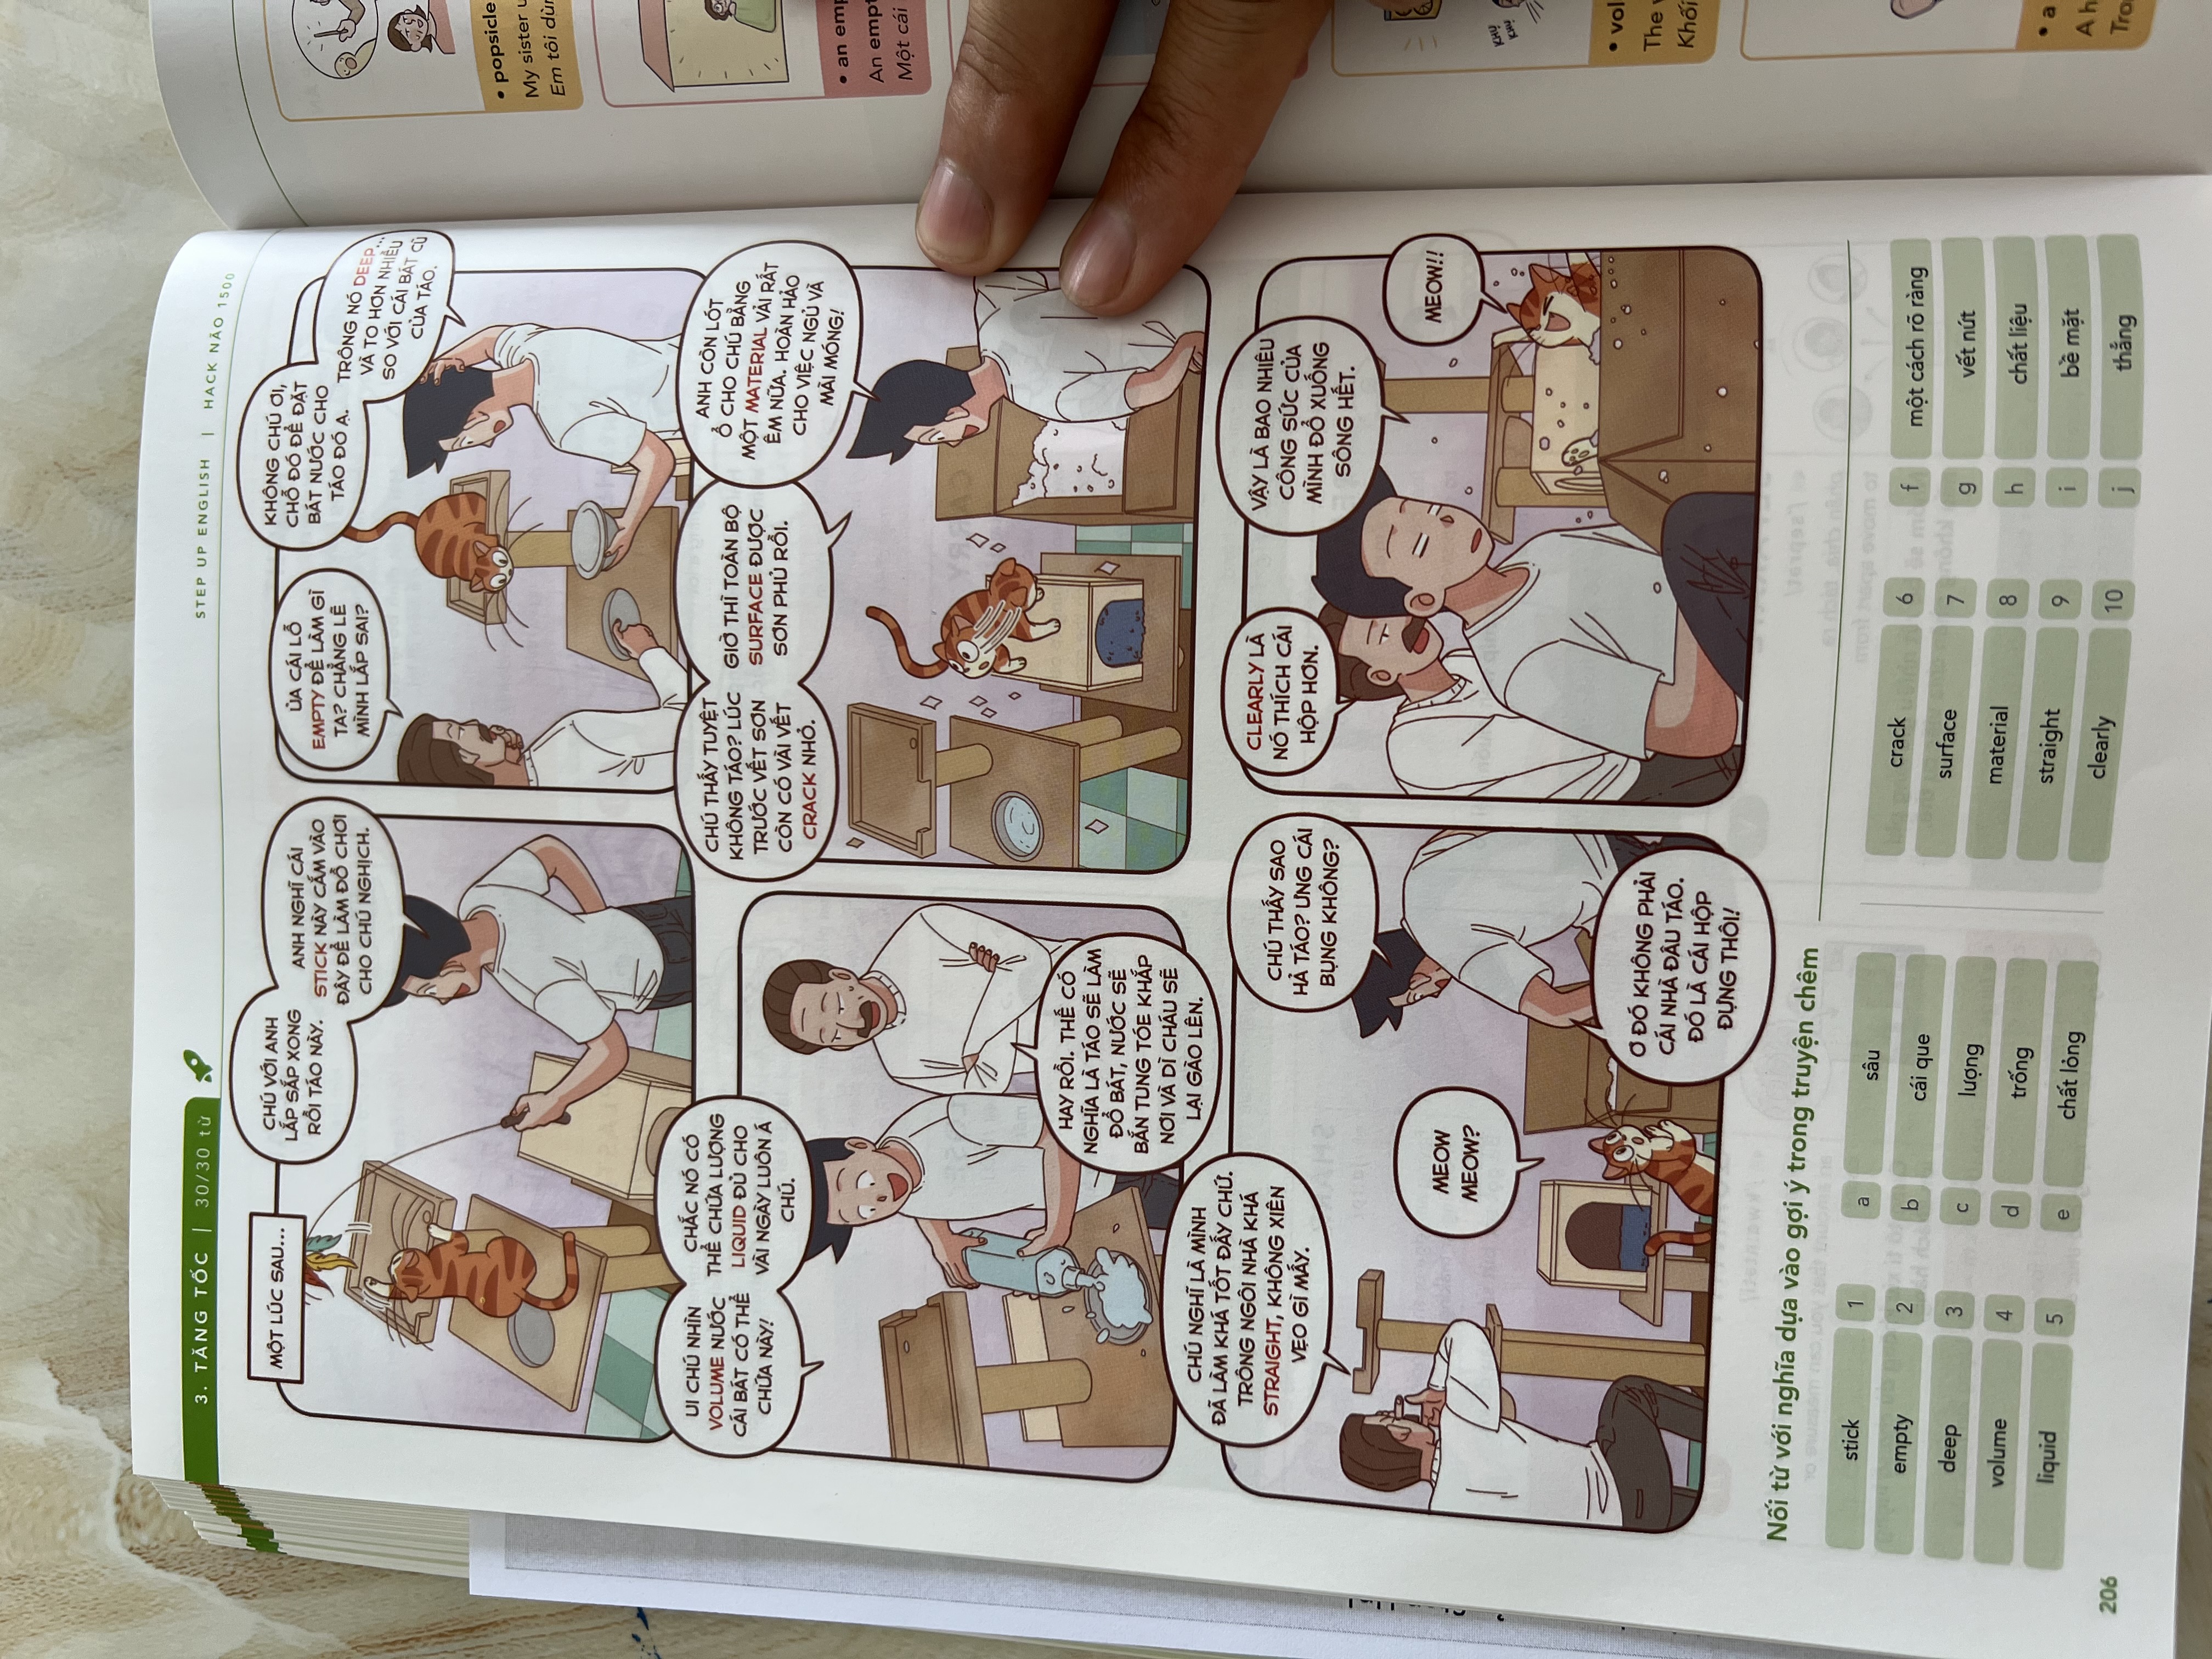 3. TĂNG TỐC | 30/30 từ
STEP UP ENGLISH | HACK NÃO 1500
MỘT LÚC SAU...
CHÚ VỚI ANH
LẮP SẮP XONG
RỒI TÁO NÀY.
ANH NGHĨ CÁI
STICK NÀY CẮM VÀO
ĐÂY ĐỂ LÀM ĐỒ CHƠI
CHO CHÚ NGHỊCH.
ỦA CÁI LỖ
EMPTY ĐỂ LÀM GÌ
TA? CHẲNG LẼ
MÌNH LẮP SAI?
KHÔNG CHÚ ƠI,
CHỖ ĐÓ ĐỂ ĐẶT
BÁT NƯỚC CHO
TÁO ĐÓ Ạ.
TRÔNG NÓ DEEP...
VÀ TO HƠN NHIỀU
SO VỚI CÁI BÁT CŨ
CỦA TÁO.
UI CHÚ NHÌN
VOLUME NƯỚC
CÁI BÁT CÓ THỂ
CHỨA NÀY!
CHẮC NÓ CÓ
THỂ CHỨA LƯỢNG
LIQUID ĐỦ CHO
VÀI NGÀY LUÔN Á
CHÚ.
HAY RỒI. THẾ CÓ
NGHĨA LÀ TÁO SẼ LÀM
ĐỔ BÁT, NƯỚC SẼ
BẮN TUNG TÓE KHẮP
NƠI VÀ DÌ CHÁU SẼ
LẠI GÀO LÊN.
CHÚ THẤY TUYỆT
KHÔNG TÁO? LÚC
TRƯỚC VẾT SƠN
CÒN CÓ VÀI VẾT
CRACK NHỎ.
GIỜ THÌ TOÀN BỘ
SURFACE ĐƯỢC
SƠN PHỦ RỒI.
ANH CÒN LÓT
Ổ CHO CHÚ BẰNG
MỘT MATERIAL VẢI RẤT
ÊM NỮA. HOÀN HẢO
CHO VIỆC NGỦ VÀ
MÀI MÓNG!
CHÚ NGHĨ LÀ MÌNH
ĐÃ LÀM KHÁ TỐT ĐẤY CHỨ.
TRÔNG NGÔI NHÀ KHÁ
STRAIGHT, KHÔNG XIÊN
VẸO GÌ MẤY.
CHÚ THẤY SAO
HẢ TÁO? ƯNG CÁI
BỤNG KHÔNG?
MEOW
MEOW?
Ơ ĐÓ KHÔNG PHẢI
CÁI NHÀ ĐÂU TÁO.
ĐÓ LÀ CÁI HỘP
ĐỰNG THÔI!
CLEARLY LÀ
NÓ THÍCH CÁI
HỘP HƠN.
VẬY LÀ BAO NHIÊU
CÔNG SỨC CỦA
MÌNH ĐỔ XUỐNG
SÔNG HẾT.
MEOW!!
Nối từ với nghĩa dựa vào gợi ý trong truyện chêm
stick 1 a sâu
empty 2 b cái que
deep 3 c lượng
volume 4 d trống
liquid 5 e chất lỏng
crack 6 f một cách rõ ràng
surface 7 g vết nứt
material 8 h chất liệu
straight 9 i bề mặt
clearly 10 j thẳng
206
• popsicle
My sister
Em tôi
• an
An
Một cái
KHỤ
KHỤ
The
Khối
• a
A